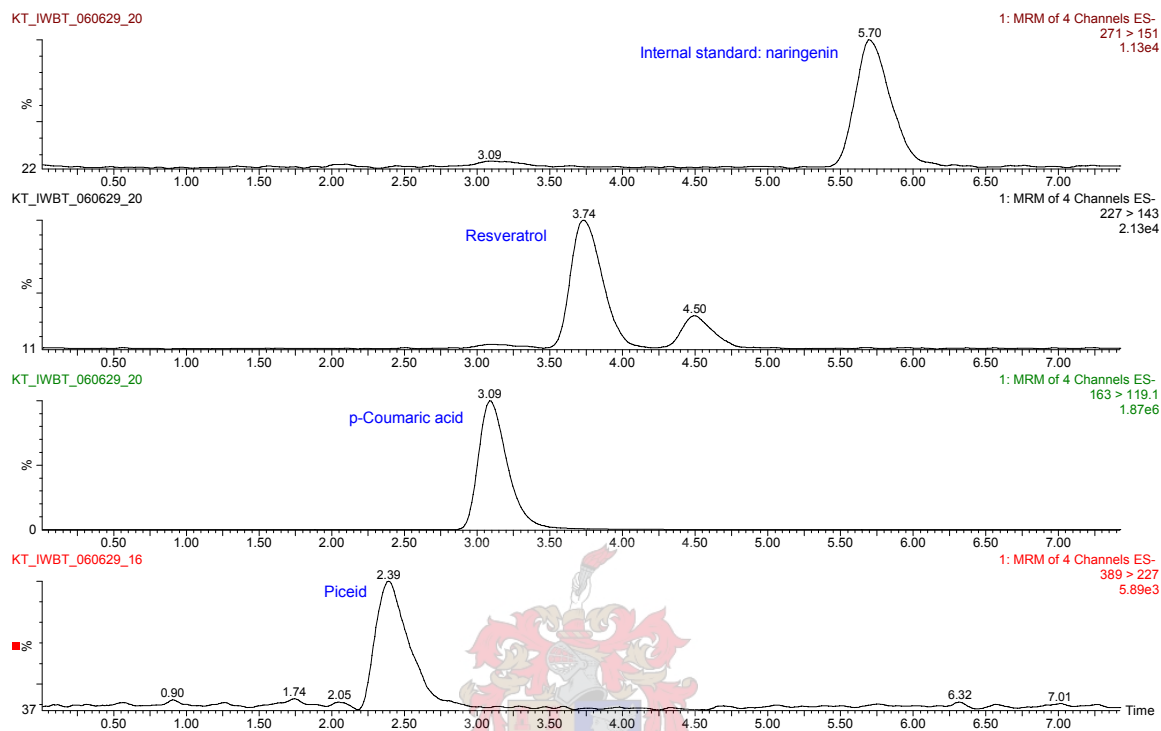 KT_IWBT_060629_20
1: MRM of 4 Channels ES-
271 > 151
1.13e4
5.70
Internal standard: naringenin
%
3.09
22
0.50 1.00 1.50 2.00 2.50 3.00 3.50 4.00 4.50 5.00 5.50 6.00 6.50 7.00
KT_IWBT_060629_20
1: MRM of 4 Channels ES-
227 > 143
2.13e4
3.74
Resveratrol
%
4.50
11
0.50 1.00 1.50 2.00 2.50 3.00 3.50 4.00 4.50 5.00 5.50 6.00 6.50 7.00
KT_IWBT_060629_20
1: MRM of 4 Channels ES-
163 > 119.1
1.87e6
3.09
p-Coumaric acid
%
0
0.50 1.00 1.50 2.00 2.50 3.00 3.50 4.00 4.50 5.00 5.50 6.00 6.50 7.00
KT_IWBT_060629_16
1: MRM of 4 Channels ES-
389 > 227
5.89e3
2.39
Piceid
%
0.90 1.74 2.05 6.32 7.01
37
Time
0.50 1.00 1.50 2.00 2.50 3.00 3.50 4.00 4.50 5.00 5.50 6.00 6.50 7.00